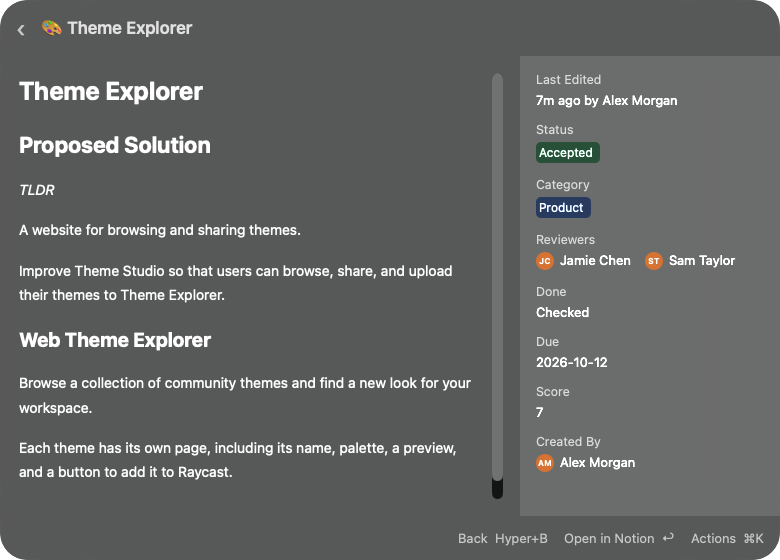 Theme Explorer
Theme Explorer
Proposed Solution
TLDR
A website for browsing and sharing themes.
Improve Theme Studio so that users can browse, share, and upload
their themes to Theme Explorer.
Web Theme Explorer
Browse a collection of community themes and find a new look for your
workspace.
Each theme has its own page, including its name, palette, a preview,
and a button to add it to Raycast.
Last Edited
7m ago by Alex Morgan
Status
Accepted
Category
Product
Reviewers
JC Jamie Chen ST Sam Taylor
Done
Checked
Due
2026-10-12
Score
7
Created By
AM Alex Morgan
Back Hyper+B Open in Notion ↵ Actions ⌘K